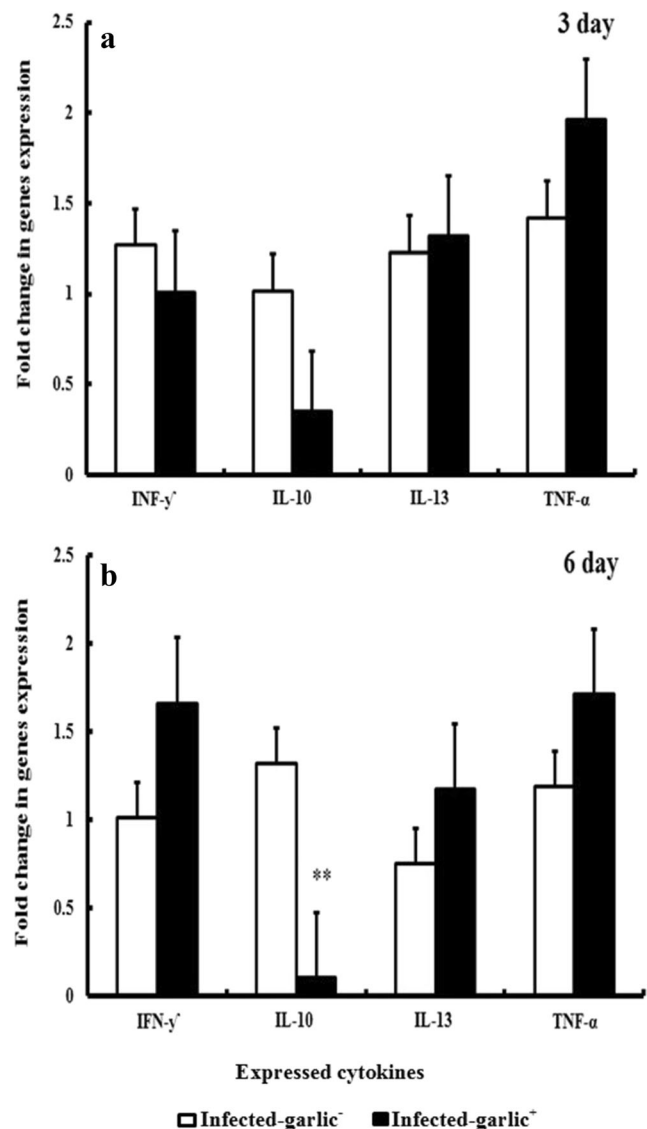 a
3 day
Fold change in genes expression
2.5
2
1.5
1
0.5
0
INF-γ' IL-10 IL-13 TNF-α
b
6 day
Fold change in genes expression
2.5
2
1.5
1
0.5
0
**
IFN-γ' IL-10 IL-13 TNF-α
Expressed cytokines
Infected-garlic⁻ Infected-garlic⁺